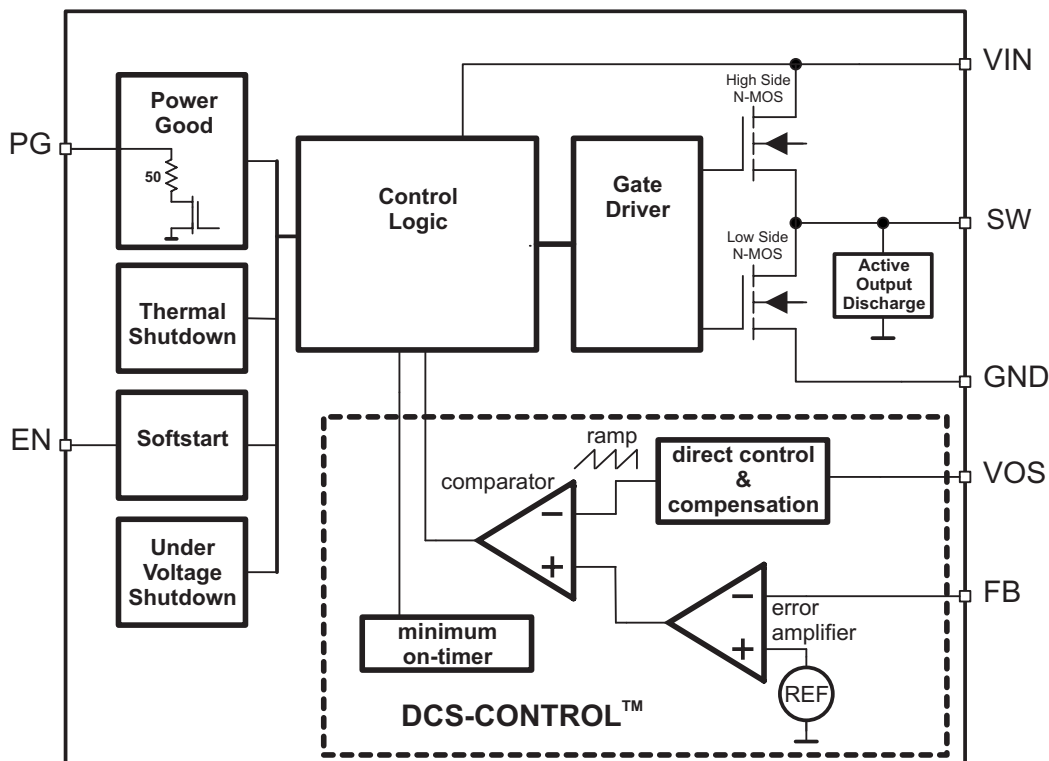 VIN
High Side
N-MOS
Power
Good
PG
50
Control
Logic
Gate
Driver
SW
Low Side
N-MOS
Active
Output
Discharge
Thermal
Shutdown
GND
EN
Softstart
ramp
direct control
&
compensation
VOS
comparator
−
+
Under
Voltage
Shutdown
FB
−
+
error
amplifier
minimum
on-timer
REF
DCS-CONTROL™